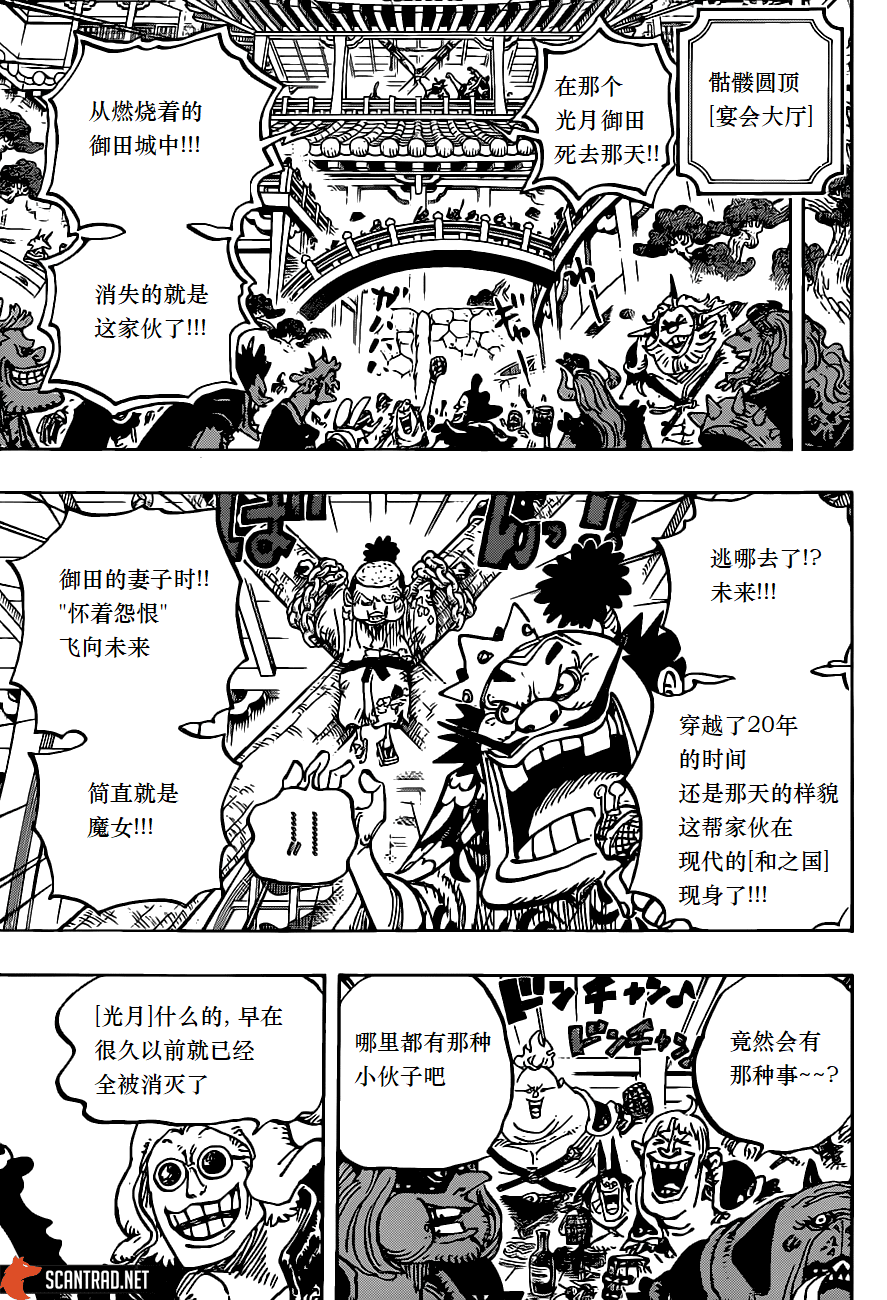 骷髅圆顶
[宴会大厅]
在那个
光月御田
死去那天!!
从燃烧着的
御田城中!!!
消失的就是
这家伙了!!!
逃哪去了!?
未来!!!
穿越了20年
的时间
还是那天的样貌
这帮家伙在
现代的[和之国]
现身了!!!
御田的妻子时!!
"怀着怨恨"
飞向未来
简直就是
魔女!!!
竟然会有
那种事~~?
ドンチャン♪
ドンチャン
哪里都有那种
小伙子吧
[光月]什么的, 早在
很久以前就已经
全被消灭了
SCANTRAD.NET